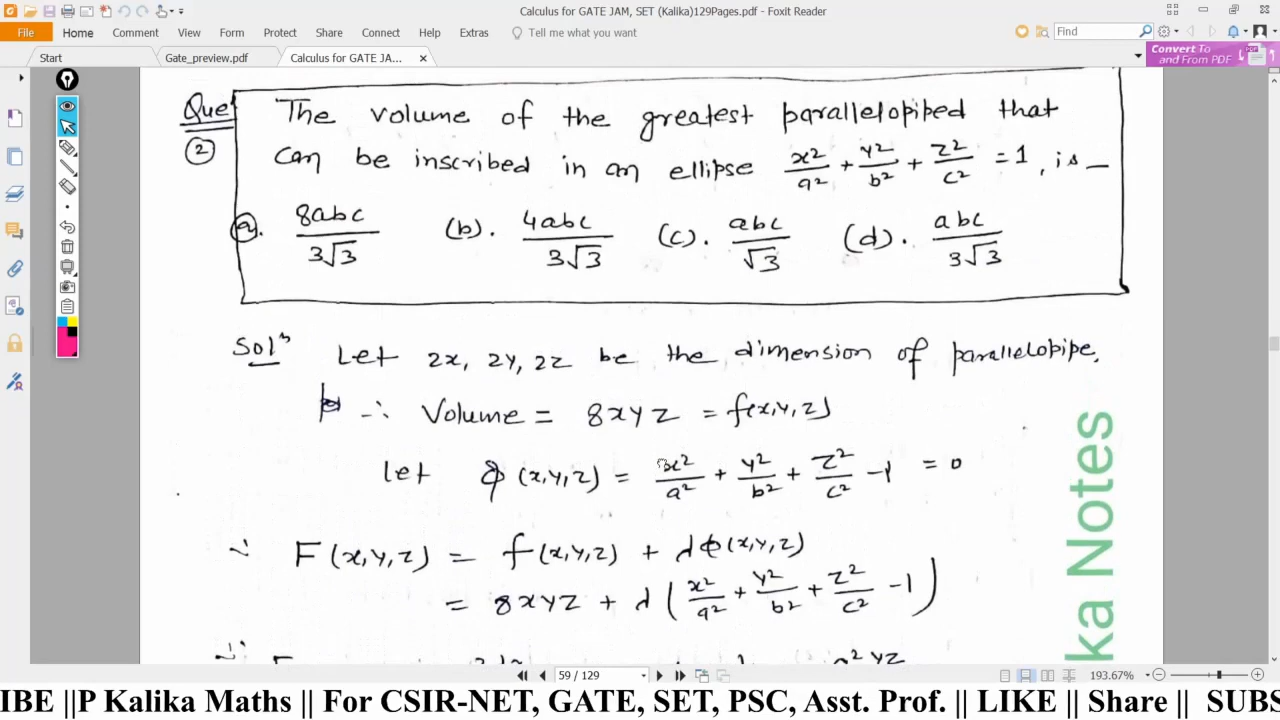 Calculus for GATE JAM, SET (Kalika)129Pages.pdf - Foxit Reader
File Home Comment View Form Protect Share Connect Help Extras Tell me what you want Find
Start Gate_preview.pdf Calculus for GATE JA... Convert To
and From PDF
Que The volume of the greatest parallelopiped that
② can be inscribed in an ellipse x²/a² + y²/b² + z²/c² = 1, is _
(a). 8abc/3√3 (b). 4abc/3√3 (c). abc/√3 (d). abc/3√3
Solⁿ Let 2x, 2y, 2z be the dimension of parallelopipe.
∴ Volume = 8xyz = f(x,y,z)
Let φ(x,y,z) = x²/a² + y²/b² + z²/c² -1 = 0
∴ F(x,y,z) = f(x,y,z) + λφ(x,y,z)
= 8xyz + λ(x²/a² + y²/b² + z²/c² -1)
ka Notes
59 / 129 193.67%
IBE ||P Kalika Maths || For CSIR-NET, GATE, SET, PSC, Asst. Prof. || LIKE || Share || SUBS